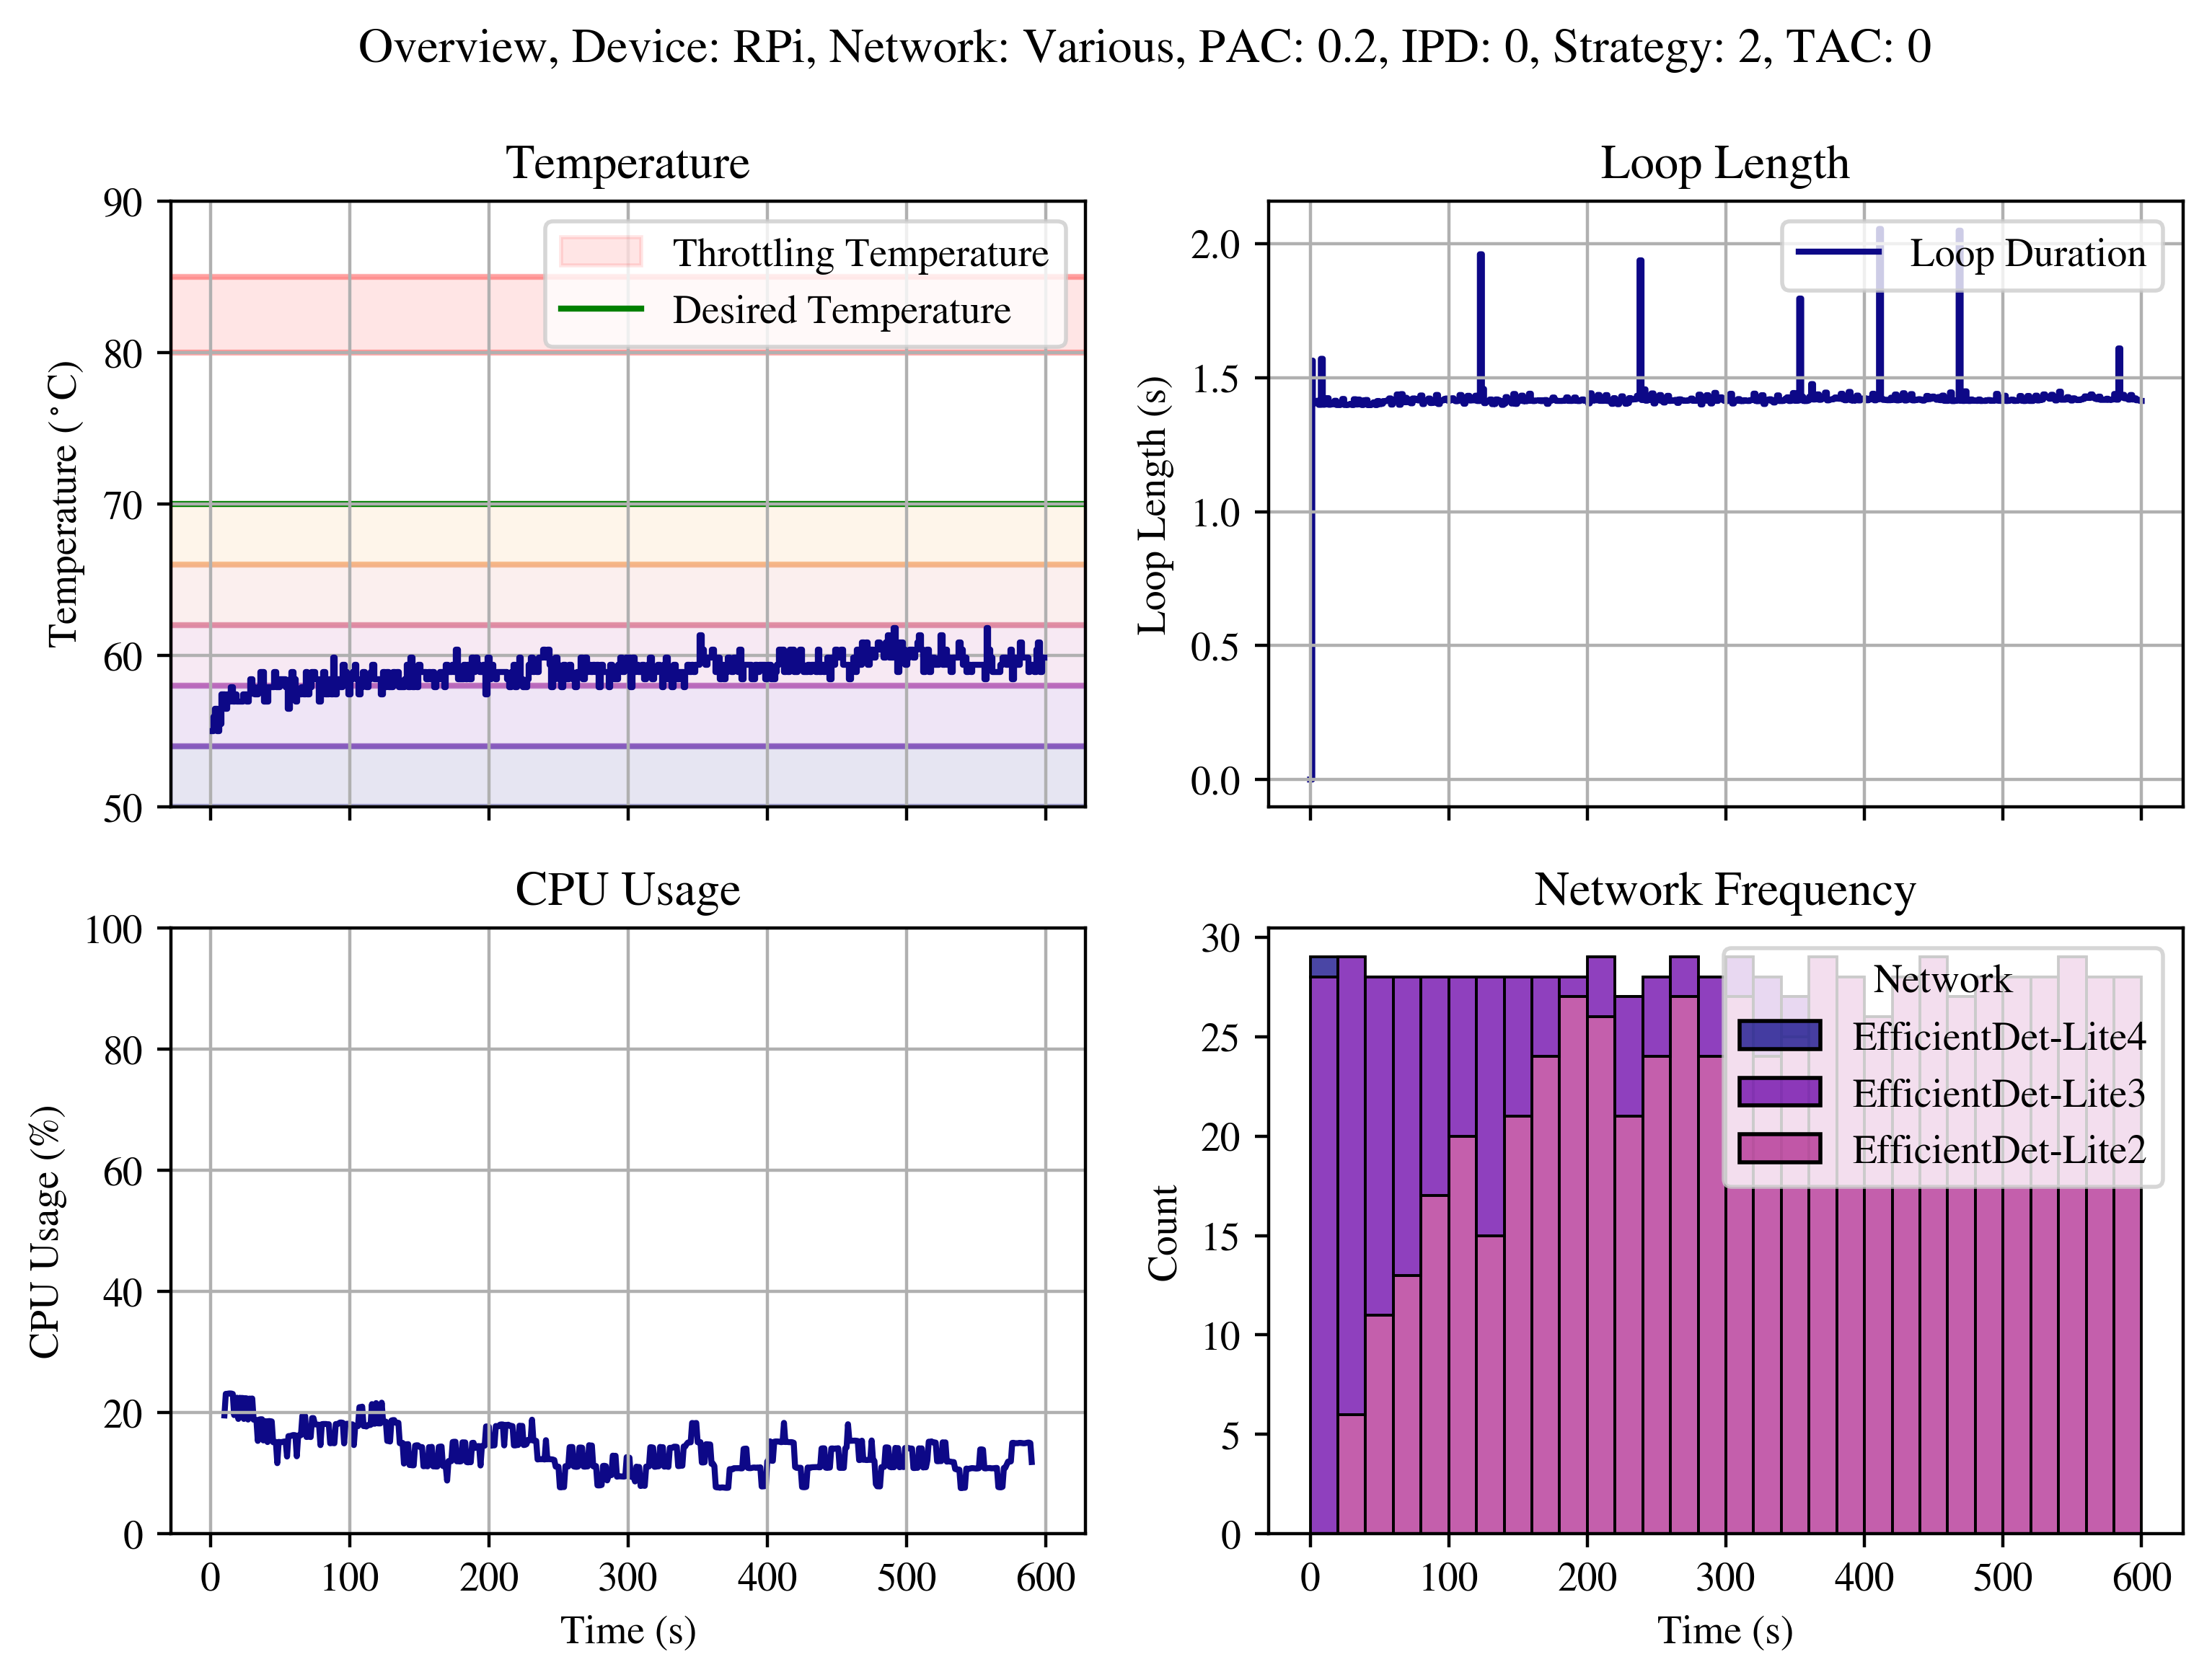 Overview, Device: RPi, Network: Various, PAC: 0.2, IPD: 0, Strategy: 2, TAC: 0
Temperature
90
80
70
60
50
Temperature (°C)
Throttling Temperature
Desired Temperature
Loop Length
2.0
1.5
1.0
0.5
0.0
Loop Length (s)
Loop Duration
CPU Usage
100
80
60
40
20
0
CPU Usage (%)
0 100 200 300 400 500 600
Time (s)
Network Frequency
30
25
20
15
10
5
0
Count
Network
EfficientDet-Lite4
EfficientDet-Lite3
EfficientDet-Lite2
0 100 200 300 400 500 600
Time (s)